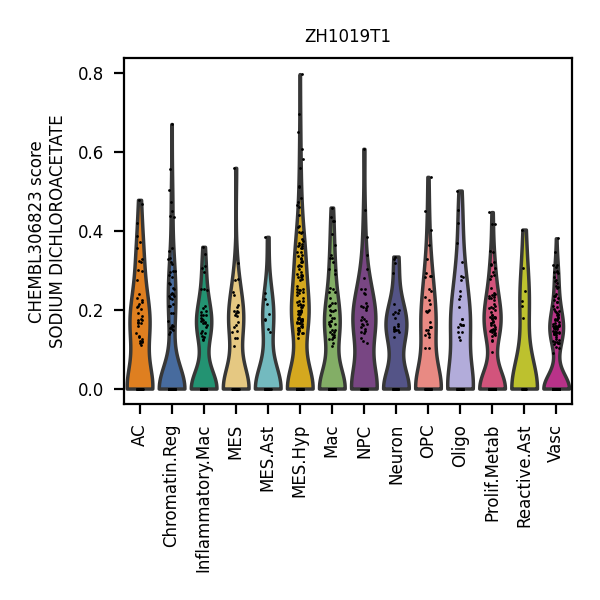 ZH1019T1
CHEMBL306823 score
SODIUM DICHLOROACETATE
0.8
0.6
0.4
0.2
0.0
AC
Chromatin.Reg
Inflammatory.Mac
MES
MES.Ast
MES.Hyp
Mac
NPC
Neuron
OPC
Oligo
Prolif.Metab
Reactive.Ast
Vasc